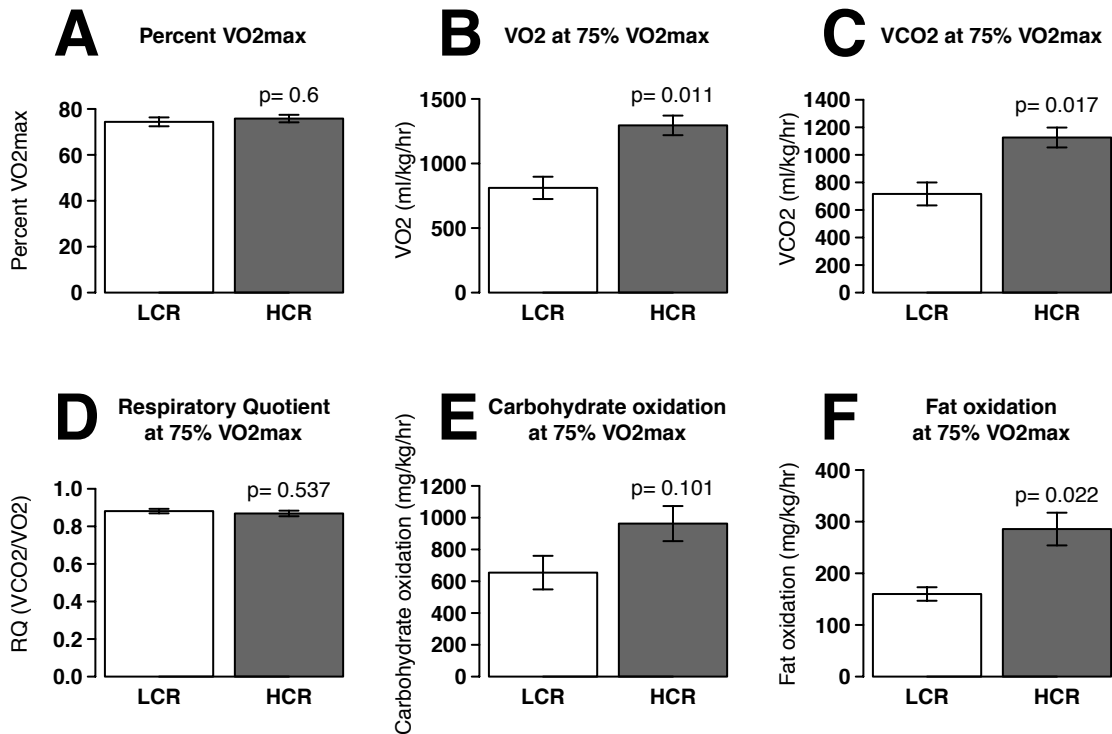 A
Percent VO2max
p= 0.6
Percent VO2max
80
60
40
20
0
LCR HCR
B
VO2 at 75% VO2max
p= 0.011
VO2 (ml/kg/hr)
1500
1000
500
0
LCR HCR
C
VCO2 at 75% VO2max
p= 0.017
VCO2 (ml/kg/hr)
1400
1200
1000
800
600
400
200
0
LCR HCR
D
Respiratory Quotient
at 75% VO2max
p= 0.537
RQ (VCO2/VO2)
1.0
0.8
0.6
0.4
0.2
0.0
LCR HCR
E
Carbohydrate oxidation
at 75% VO2max
p= 0.101
Carbohydrate oxidation (mg/kg/hr)
1200
1000
800
600
400
200
0
LCR HCR
F
Fat oxidation
at 75% VO2max
p= 0.022
Fat oxidation (mg/kg/hr)
400
300
200
100
0
LCR HCR